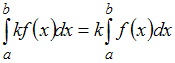 ∫_a^b kf(x)dx = k∫_a^b f(x)dx